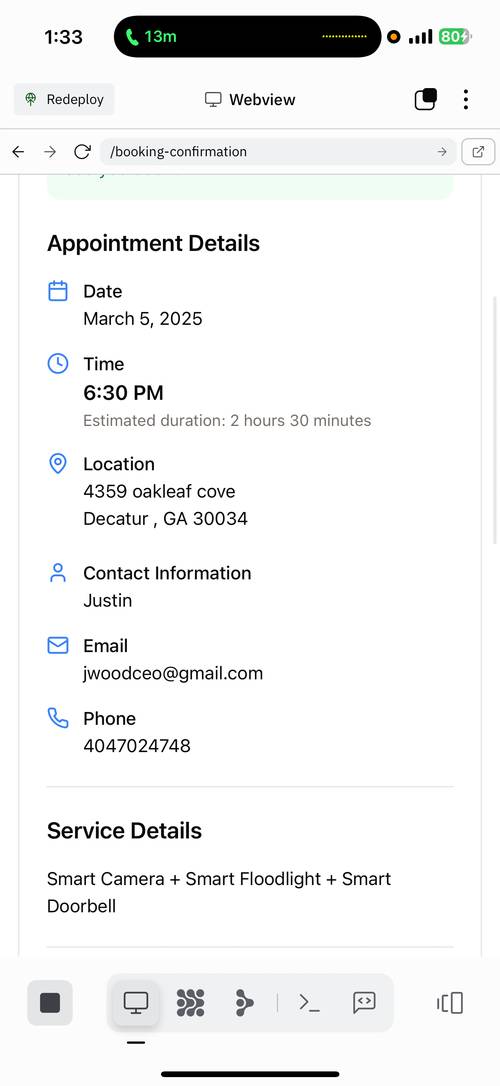 1:33
13m
80
Redeploy
Webview
/booking-confirmation
Appointment Details
Date
March 5, 2025
Time
6:30 PM
Estimated duration: 2 hours 30 minutes
Location
4359 oakleaf cove
Decatur , GA 30034
Contact Information
Justin
Email
jwoodceo@gmail.com
Phone
4047024748
Service Details
Smart Camera + Smart Floodlight + Smart
Doorbell